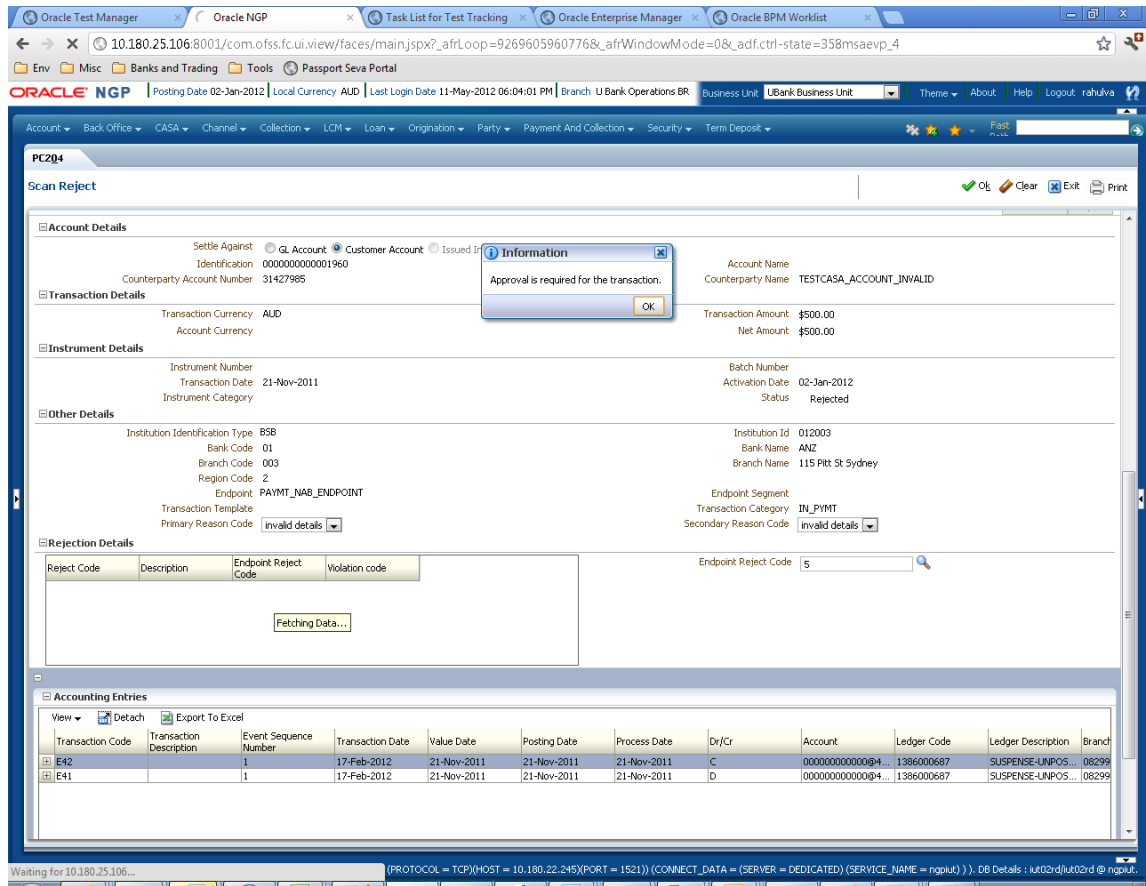 Oracle Test Manager
Oracle NGP
Task List for Test Tracking
Oracle Enterprise Manager
Oracle BPM Worklist
10.180.25.106:8001/com.ofss.fc.ui.view/faces/main.jspx?_afrLoop=9269605960776&_afrWindowMode=0&_adf.ctrl-state=358msaevp_4
Env Misc Banks and Trading Tools Passport Seva Portal
ORACLE NGP Posting Date 02-Jan-2012 Local Currency AUD Last Login Date 11-May-2012 06:04:01 PM Branch U Bank Operations BR Business Unit UBank Business Unit Theme About Help Logout rahulva
Account Back Office CASA Channel Collection LCM Loan Origination Party Payment And Collection Security Term Deposit Fast
PC204
Scan Reject Ok Clear Exit Print
Account Details
Settle Against GL Account Customer Account Issued
Information
Approval is required for the transaction.
OK
Identification 0000000000001960 Account Name
Counterparty Account Number 31427985 Counterparty Name TESTCASA_ACCOUNT_INVALID
Transaction Details
Transaction Currency AUD Transaction Amount $500.00
Account Currency Net Amount $500.00
Instrument Details
Instrument Number Batch Number
Transaction Date 21-Nov-2011 Activation Date 02-Jan-2012
Instrument Category Status Rejected
Other Details
Institution Identification Type BSB Institution Id 012003
Bank Code 01 Bank Name ANZ
Branch Code 003 Branch Name 115 Pitt St Sydney
Region Code 2
Endpoint PAYMT_NAB_ENDPOINT Endpoint Segment
Transaction Template Transaction Category IN_PYMT
Primary Reason Code invalid details Secondary Reason Code invalid details
Rejection Details
Reject Code Description Endpoint Reject Code Violation code Endpoint Reject Code 5
Fetching Data...
Accounting Entries
View Detach Export To Excel
Transaction Code Transaction Description Event Sequence Number Transaction Date Value Date Posting Date Process Date Dr/Cr Account Ledger Code Ledger Description Branch
E42 1 17-Feb-2012 21-Nov-2011 21-Nov-2011 21-Nov-2011 C 000000000000@4... 1386000687 SUSPENSE-UNPOS... 08299
E41 1 17-Feb-2012 21-Nov-2011 21-Nov-2011 21-Nov-2011 D 000000000000@4... 1386000687 SUSPENSE-UNPOS... 08299
Waiting for 10.180.25.106...
(PROTOCOL = TCP)(HOST = 10.180.22.245)(PORT = 1521)) (CONNECT_DATA = (SERVER = DEDICATED) (SERVICE_NAME = ngpiut) ) ). DB Details : iut02rd/iut02rd @ ngpiut.